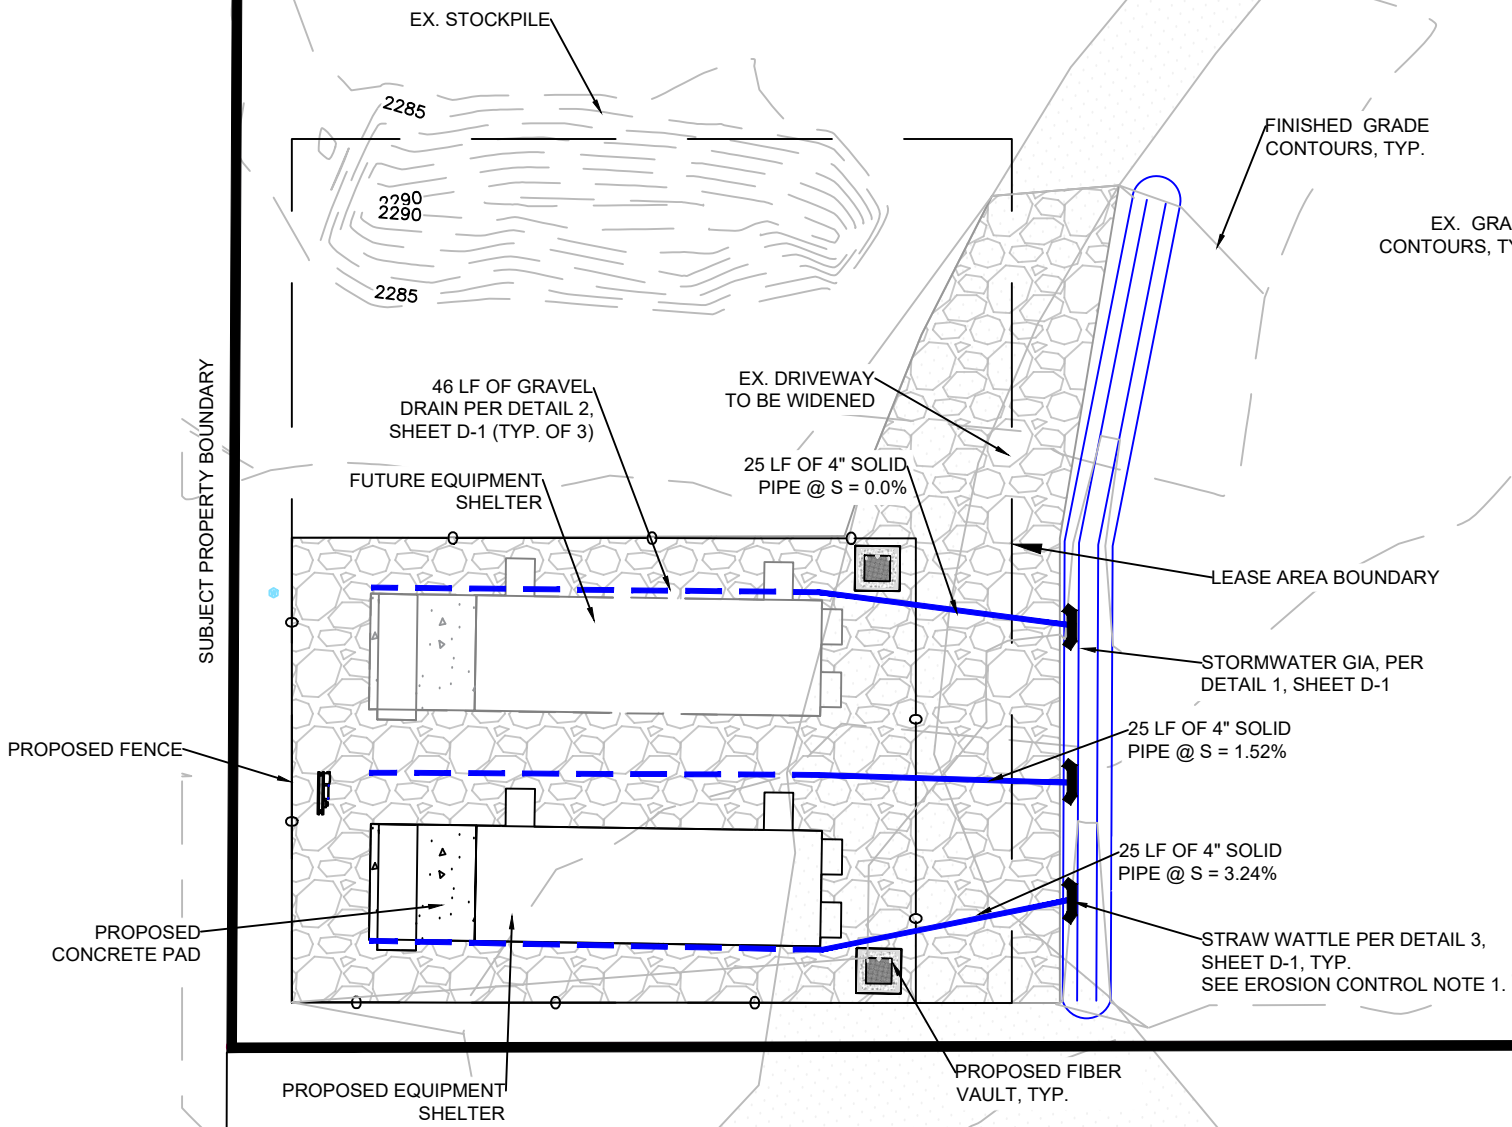 EX. STOCKPILE
2285
2290
2290
2285
FINISHED GRADE
CONTOURS, TYP.
EX. GRA
CONTOURS, T
SUBJECT PROPERTY BOUNDARY
46 LF OF GRAVEL
DRAIN PER DETAIL 2,
SHEET D-1 (TYP. OF 3)
EX. DRIVEWAY
TO BE WIDENED
FUTURE EQUIPMENT
SHELTER
25 LF OF 4" SOLID
PIPE @ S = 0.0%
LEASE AREA BOUNDARY
STORMWATER GIA, PER
DETAIL 1, SHEET D-1
PROPOSED FENCE
25 LF OF 4" SOLID
PIPE @ S = 1.52%
25 LF OF 4" SOLID
PIPE @ S = 3.24%
PROPOSED
CONCRETE PAD
STRAW WATTLE PER DETAIL 3,
SHEET D-1, TYP.
SEE EROSION CONTROL NOTE 1.
PROPOSED EQUIPMENT
SHELTER
PROPOSED FIBER
VAULT, TYP.